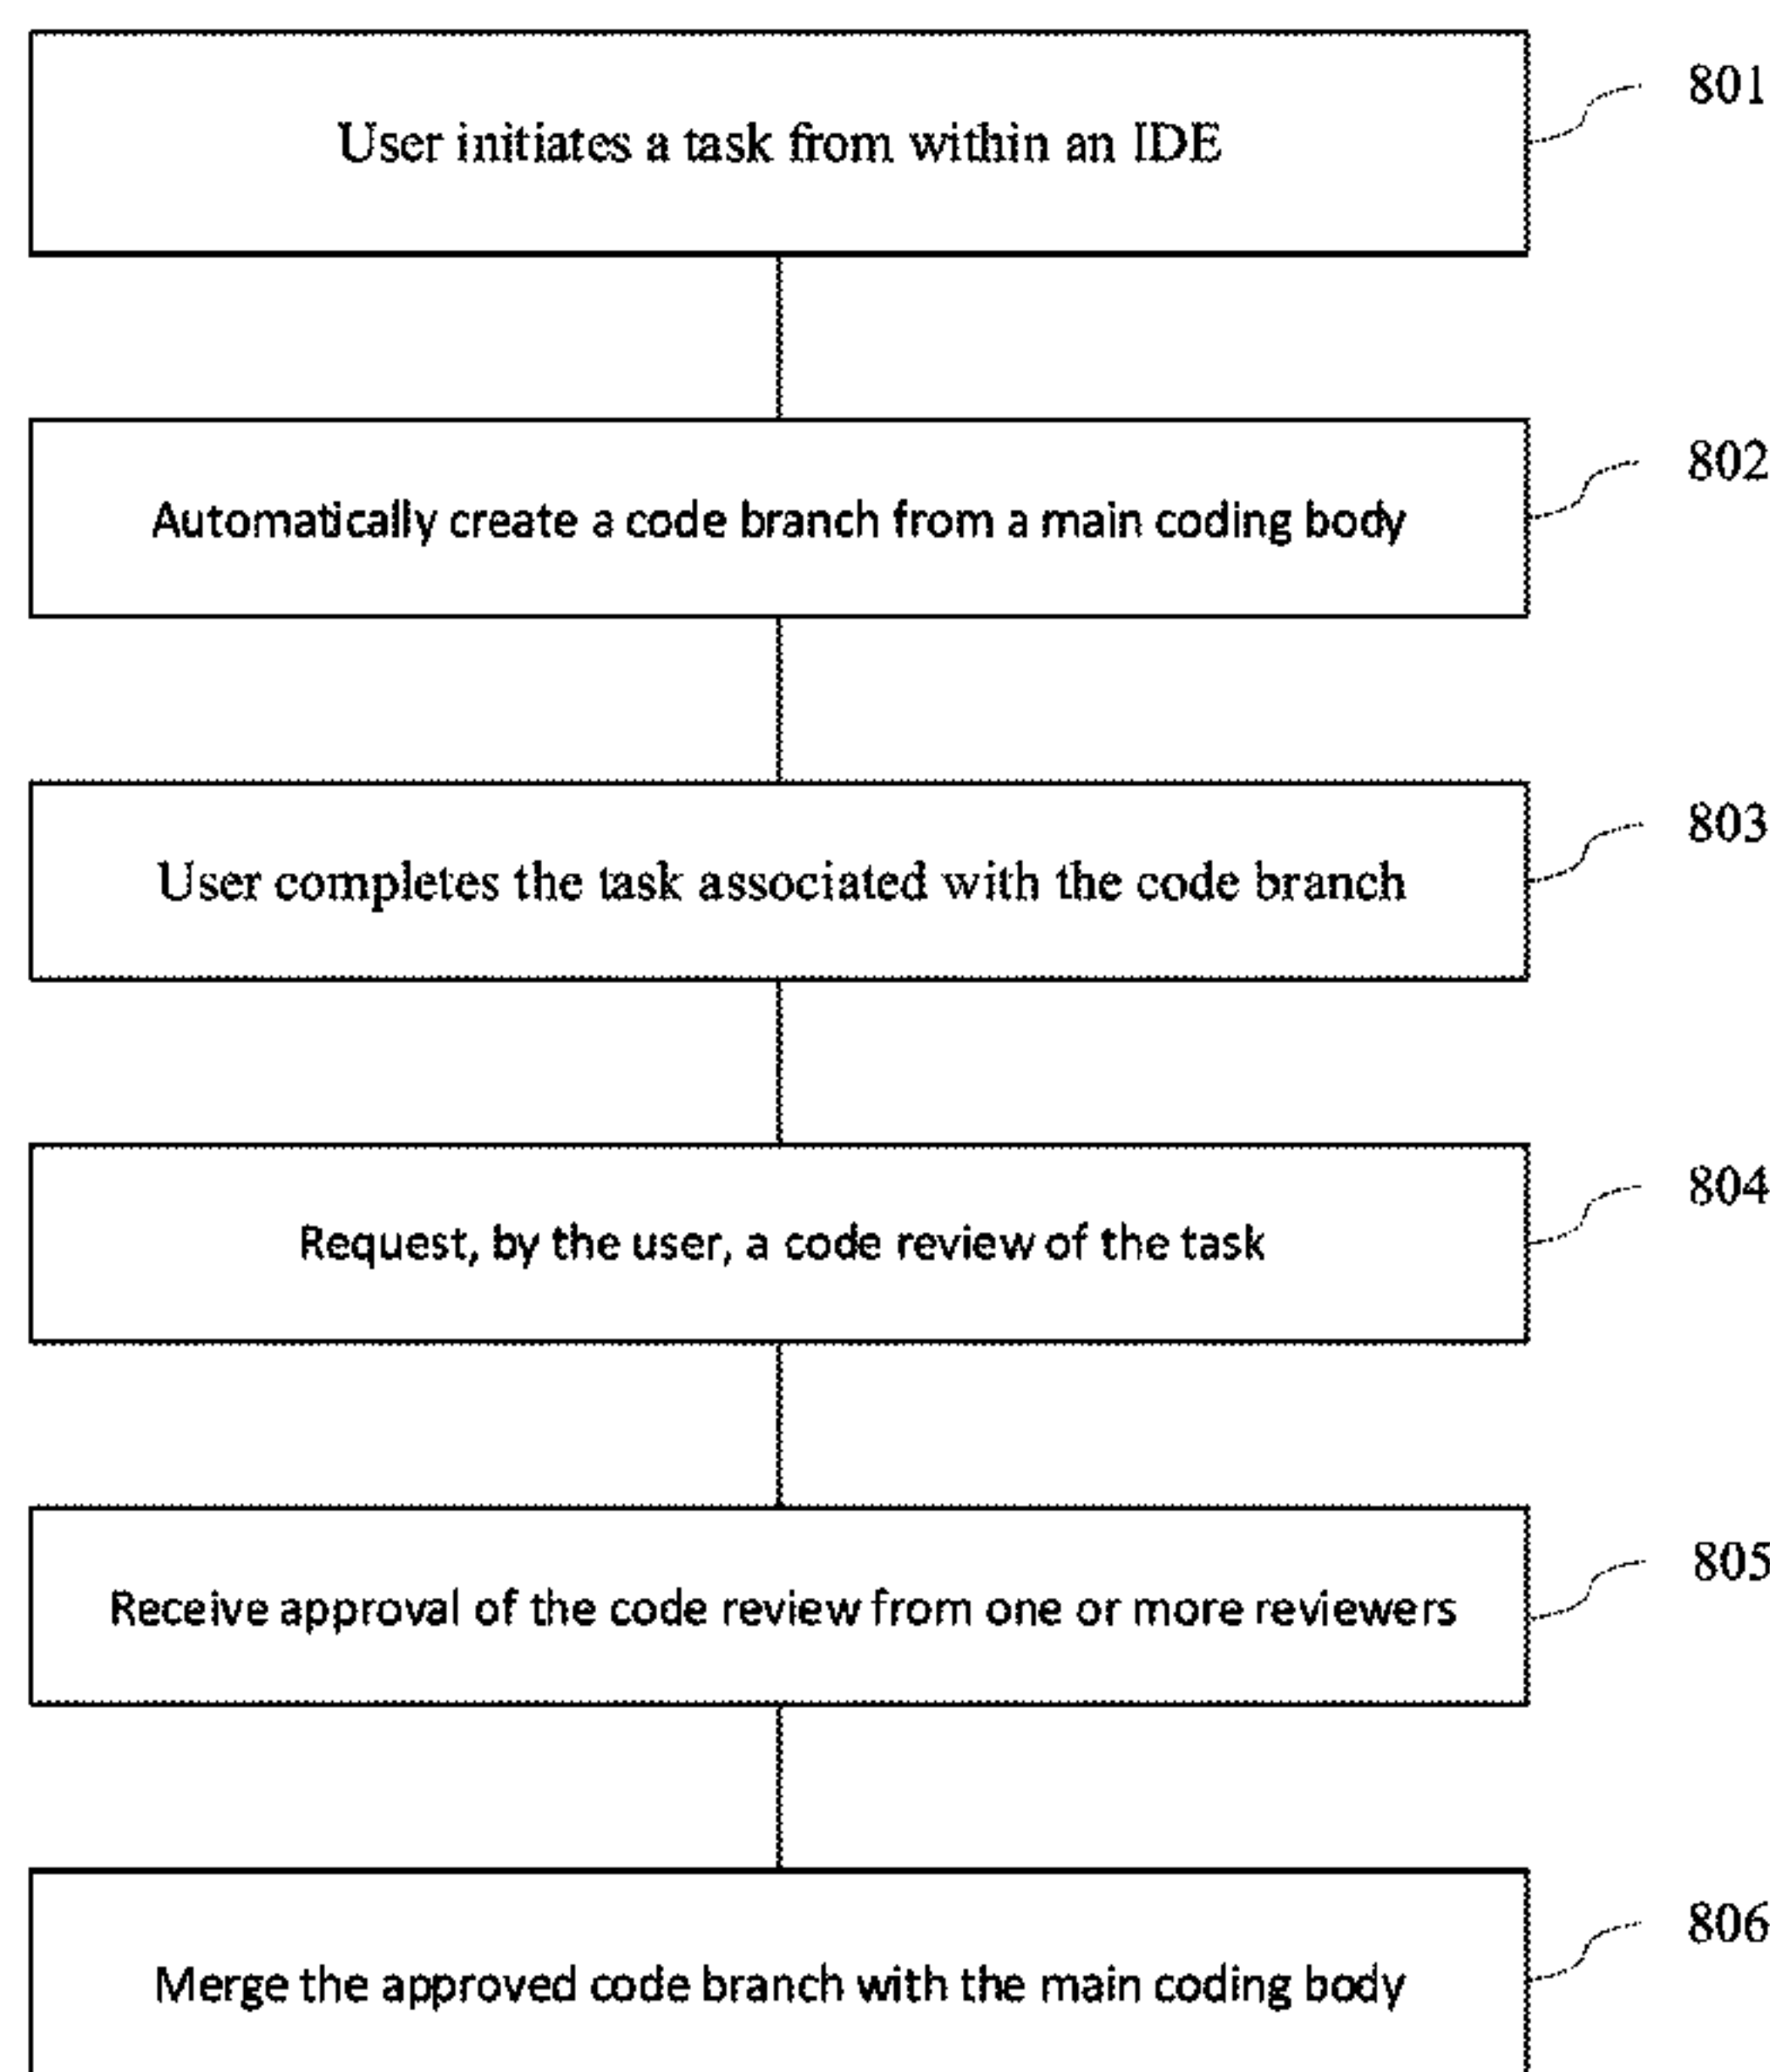 User initiates a task from within an IDE
801
Automatically create a code branch from a main coding body
802
User completes the task associated with the code branch
803
Request, by the user, a code review of the task
804
Receive approval of the code review from one or more reviewers
805
Merge the approved code branch with the main coding body
806